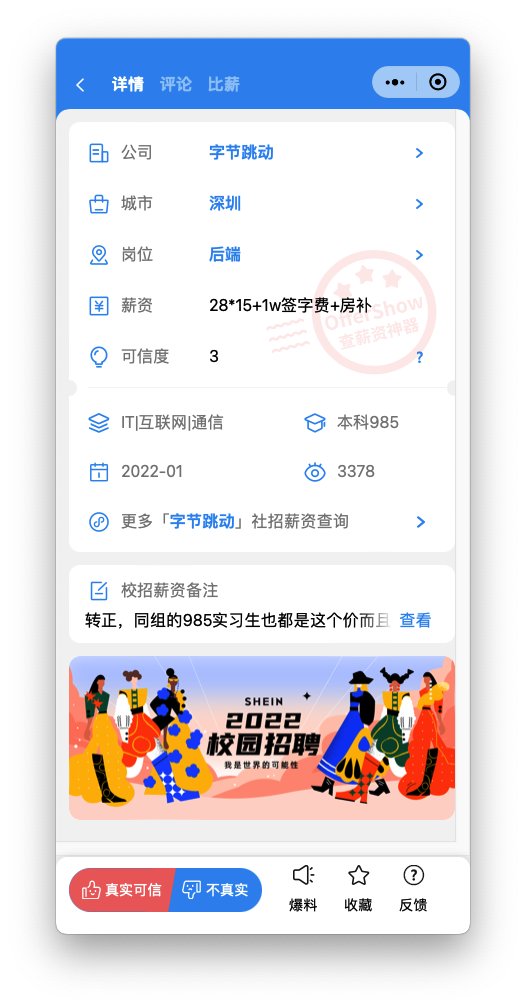 详情 评论 比薪
公司 字节跳动
城市 深圳
岗位 后端
薪资 28*15+1w签字费+房补
OfferShow
查薪资神器
可信度 3 ?
IT|互联网|通信 本科985
2022-01 3378
更多「字节跳动」社招薪资查询
校招薪资备注
转正，同组的985实习生也都是这个价而且 查看
SHEIN
2022
校园招聘
我是世界的可能性
真实可信 不真实 爆料 收藏 反馈